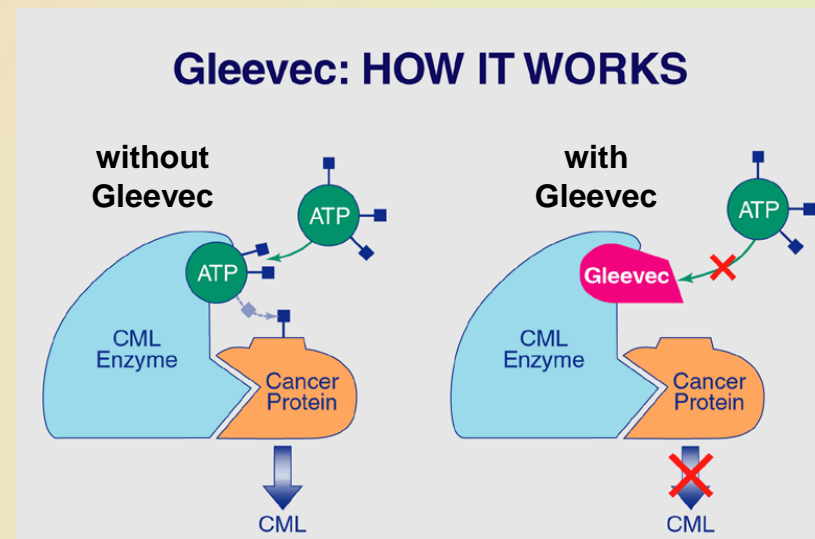 Gleevec: HOW IT WORKS
without
Gleevec
ATP
ATP
CML
Enzyme
Cancer
Protein
CML
with
Gleevec
ATP
Gleevec
CML
Enzyme
Cancer
Protein
CML